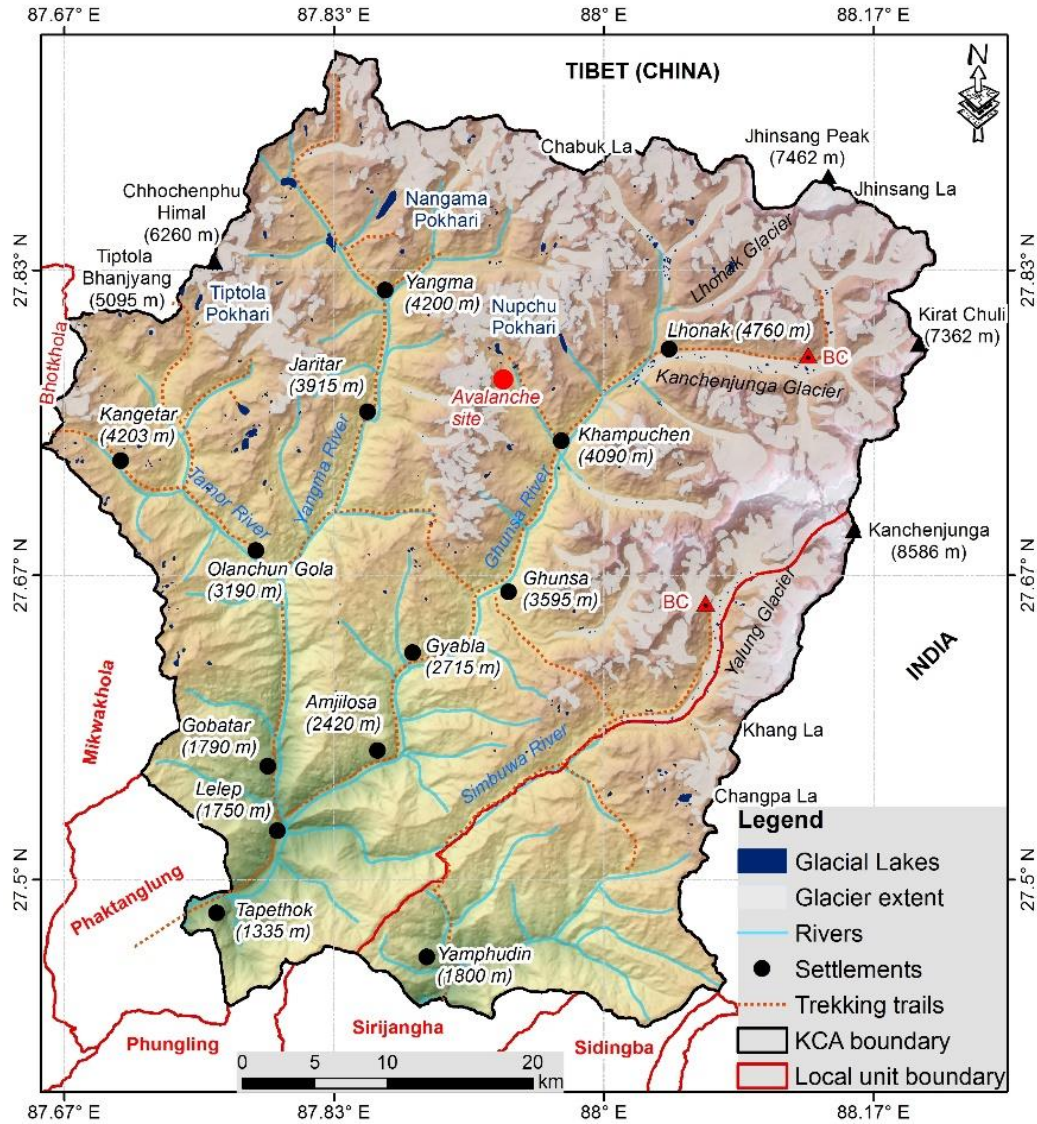 87.67° E
87.83° E
88° E
88.17° E
TIBET (CHINA)
N
Chabuk La
Jhinsang Peak
(7462 m)
Jhinsang La
Chhochenphu
Himal
(6260 m)
Nangama
Pokhari
Lhonak Glacier
27.83° N
27.83° N
Tiptola
Bhanjyang
(5095 m)
Tiptola
Pokhari
Yangma
(4200 m)
Nupchu
Pokhari
Lhonak (4760 m)
Kirat Chuli
(7362 m)
BC
Bhotkhola
Jaritar
(3915 m)
Avalanche
site
Kanchenjunga Glacier
Kangetar
(4203 m)
Khampuchen
(4090 m)
Tamor River
Yangma River
Ghunsa River
Kanchenjunga
(8586 m)
Olanchun Gola
(3190 m)
27.67° N
27.67° N
Ghunsa
(3595 m)
BC
Yalung Glacier
INDIA
Gyabla
(2715 m)
Mikwakhola
Amjilosa
(2420 m)
Gobatar
(1790 m)
Simbuwa River
Khang La
Lelep
(1750 m)
Changpa La
27.5° N
27.5° N
Phaktanglung
Tapethok
(1335 m)
Yamphudin
(1800 m)
Phungling
Sirijangha
Sidingba
0 5 10 20
km
Legend
Glacial Lakes
Glacier extent
Rivers
Settlements
Trekking trails
KCA boundary
Local unit boundary
87.67° E
87.83° E
88° E
88.17° E